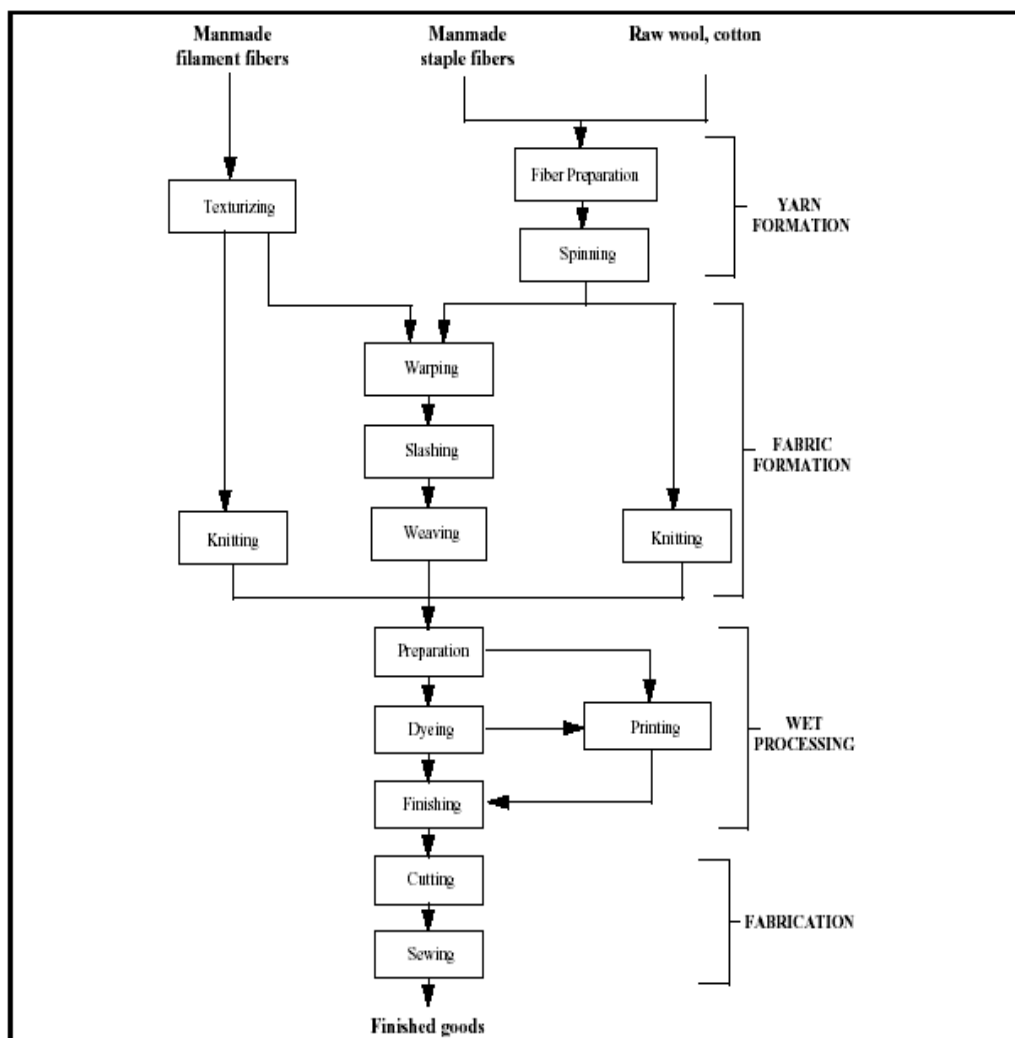 Manmade
filament fibers
Manmade
staple fibers
Raw wool, cotton
Fiber Preparation
YARN
FORMATION
Texturizing
Spinning
Warping
Slashing
FABRIC
FORMATION
Knitting
Weaving
Knitting
Preparation
Dyeing
Printing
WET
PROCESSING
Finishing
Cutting
FABRICATION
Sewing
Finished goods